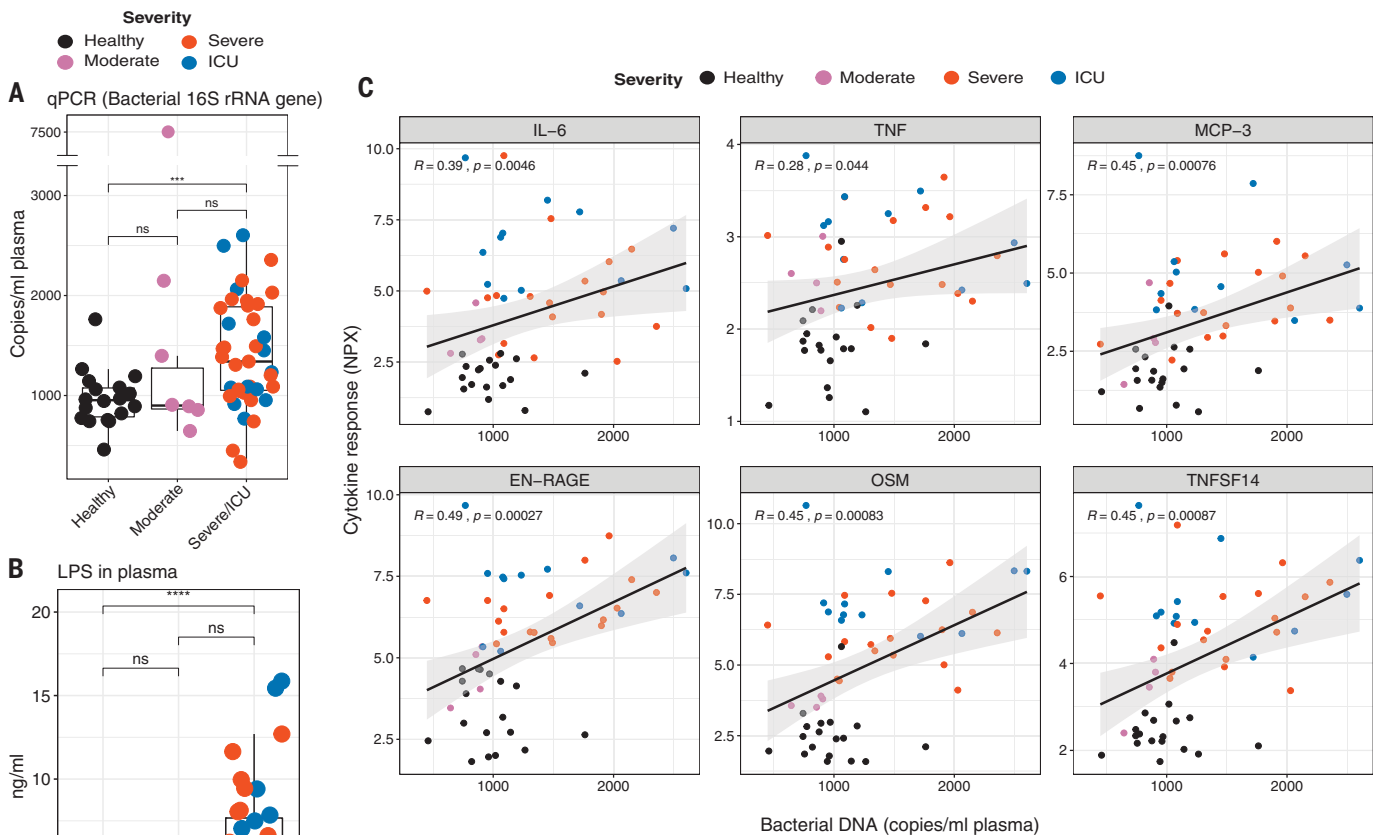 Severity
Healthy Severe
Moderate ICU
A qPCR (Bacterial 16S rRNA gene)
Copies/ml plasma
7500
3000
2000
1000
***
ns
ns
Healthy
Moderate
Severe/ICU
B LPS in plasma
ng/ml
20
15
10
****
ns
ns
C
Severity Healthy Moderate Severe ICU
Cytokine response (NPX)
IL−6
R = 0.39 , p = 0.0046
10.0
7.5
5.0
2.5
1000 2000
TNF
R = 0.28 , p = 0.044
4
3
2
1
1000 2000
MCP−3
R = 0.45 , p = 0.00076
7.5
5.0
2.5
1000 2000
EN−RAGE
R = 0.49 , p = 0.00027
10.0
7.5
5.0
2.5
1000 2000
OSM
R = 0.45 , p = 0.00083
10.0
7.5
5.0
2.5
1000 2000
TNFSF14
R = 0.45 , p = 0.00087
6
4
2
1000 2000
Bacterial DNA (copies/ml plasma)